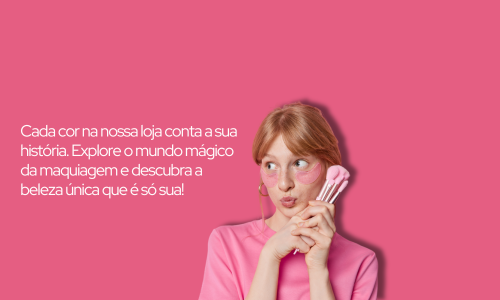 Cada cor na nossa loja conta a sua
história. Explore o mundo mágico
da maquiagem e descubra a
beleza única que é só sua!